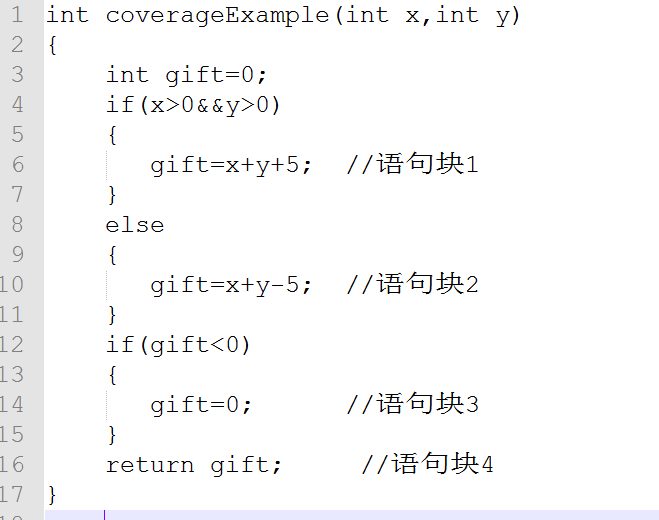 1 int coverageExample(int x,int y)
2 {
3     int gift=0;
4     if(x>0&&y>0)
5     {
6        gift=x+y+5;  //语句块1
7     }
8     else
9     {
10        gift=x+y-5;  //语句块2
11     }
12     if(gift<0)
13     {
14        gift=0;      //语句块3
15     }
16     return gift;     //语句块4
17 }